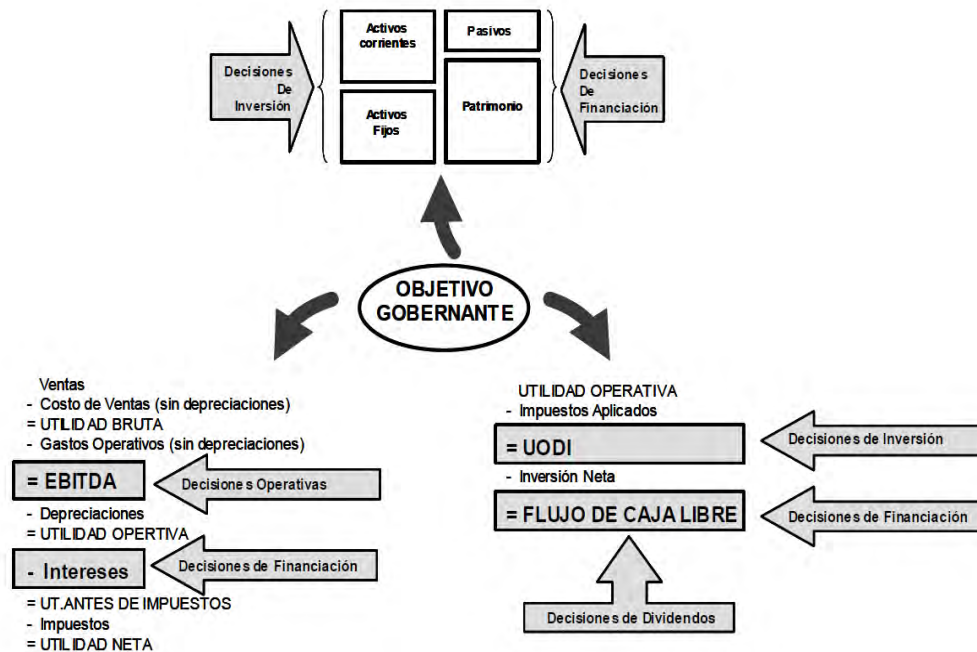 Activos
corrientes
Pasivos
Decisiones
De
Inversión
Activos
Fijos
Patrimonio
Decisiones
De
Financiación
OBJETIVO
GOBERNANTE
Ventas
- Costo de Ventas (sin depreciaciones)
= UTILIDAD BRUTA
- Gastos Operativos (sin depreciaciones)
= EBITDA
Decisiones Operativas
- Depreciaciones
= UTILIDAD OPERTIVA
- Intereses
Decisiones de Financiación
= UT.ANTES DE IMPUESTOS
- Impuestos
= UTILIDAD NETA
UTILIDAD OPERATIVA
- Impuestos Aplicados
= UODI
Decisiones de Inversión
- Inversión Neta
= FLUJO DE CAJA LIBRE
Decisiones de Financiación
Decisiones de Dividendos